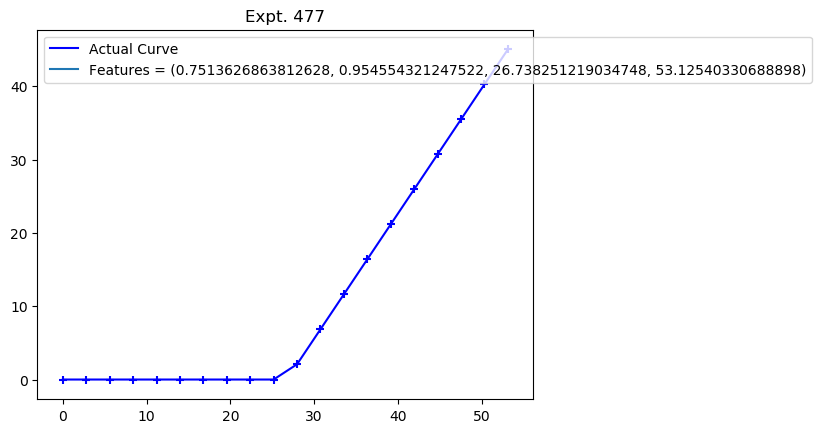 Expt. 477
Actual Curve
Features = (0.7513626863812628, 0.954554321247522, 26.738251219034748, 53.12540330688898)
40
30
20
10
0
0 10 20 30 40 50